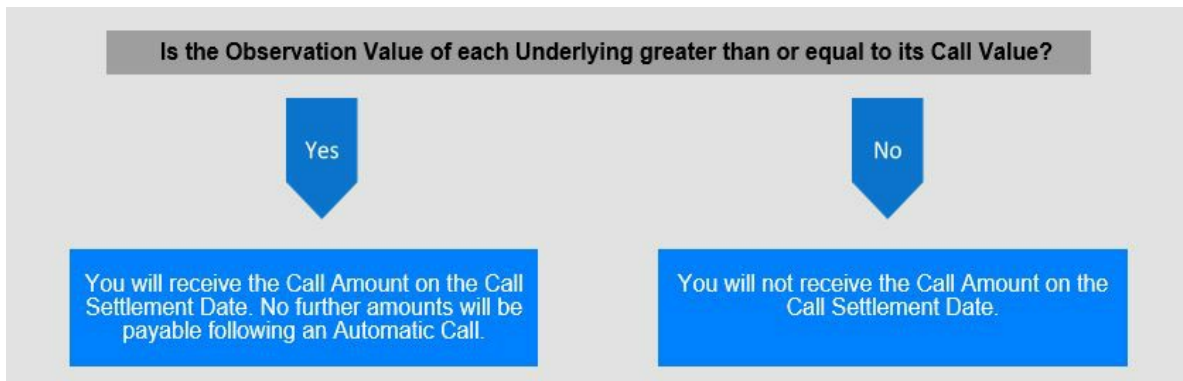 Is the Observation Value of each Underlying greater than or equal to its Call Value?
Yes
No
You will receive the Call Amount on the Call
Settlement Date. No further amounts will be
payable following an Automatic Call.
You will not receive the Call Amount on the
Call Settlement Date.